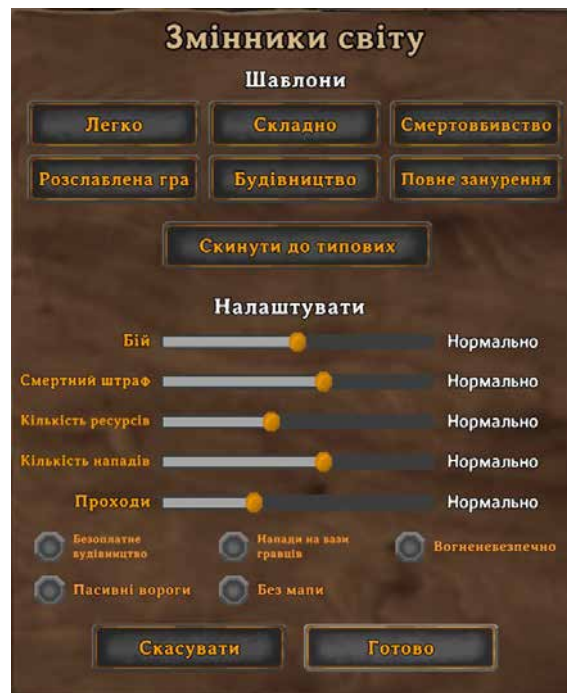 Змінники світу
Шаблони
Легко
Складно
Смертовбивство
Розслаблена гра
Будівництво
Повне занурення
Скинути до типових
Налаштувати
Бій Нормально
Смертний штраф Нормально
Кількість ресурсів Нормально
Кількість нападів Нормально
Проходи Нормально
Безоплатне
вудівництво
Напади на вази
гравців
Вогненебезпечно
Пасивні вороги
Без мапи
Скасувати
Готово